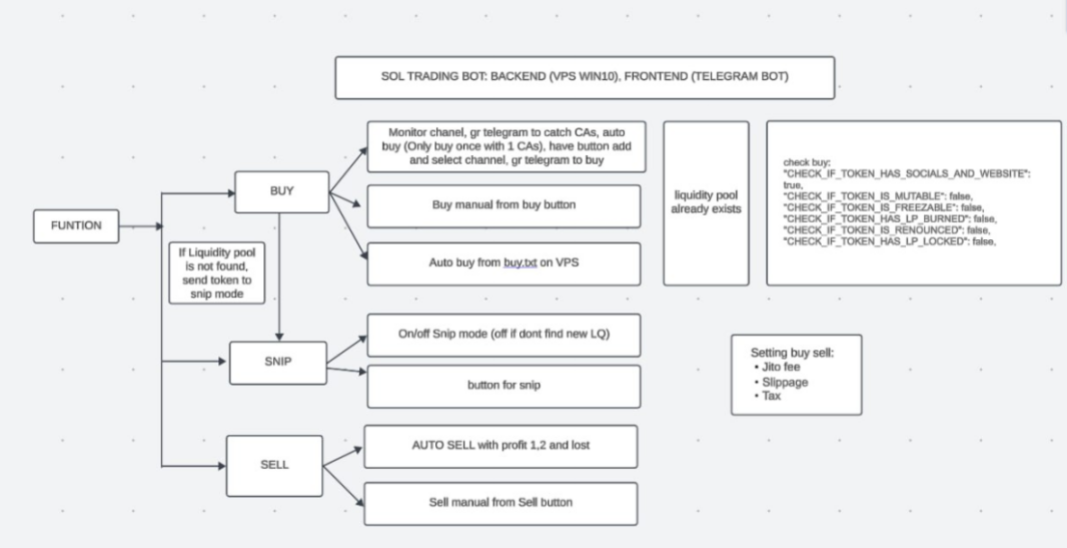 SOL TRADING BOT: BACKEND (VPS WIN10), FRONTEND (TELEGRAM BOT)
FUNTION
BUY
If Liquidity pool
is not found,
send token to
snip mode
Monitor chanel, gr telegram to catch CAs, auto
buy (Only buy once with 1 CAs), have button add
and select channel, gr telegram to buy
Buy manual from buy button
Auto buy from buy.txt on VPS
liquidity pool
already exists
check buy:
"CHECK_IF_TOKEN_HAS_SOCIALS_AND_WEBSITE":
true,
"CHECK_IF_TOKEN_IS_MUTABLE": false,
"CHECK_IF_TOKEN_IS_FREEZABLE": false,
"CHECK_IF_TOKEN_HAS_LP_BURNED": false,
"CHECK_IF_TOKEN_IS_RENOUNCED": false,
"CHECK_IF_TOKEN_HAS_LP_LOCKED": false,
SNIP
On/off Snip mode (off if dont find new LQ)
button for snip
Setting buy sell:
• Jito fee
• Slippage
• Tax
SELL
AUTO SELL with profit 1,2 and lost
Sell manual from Sell button